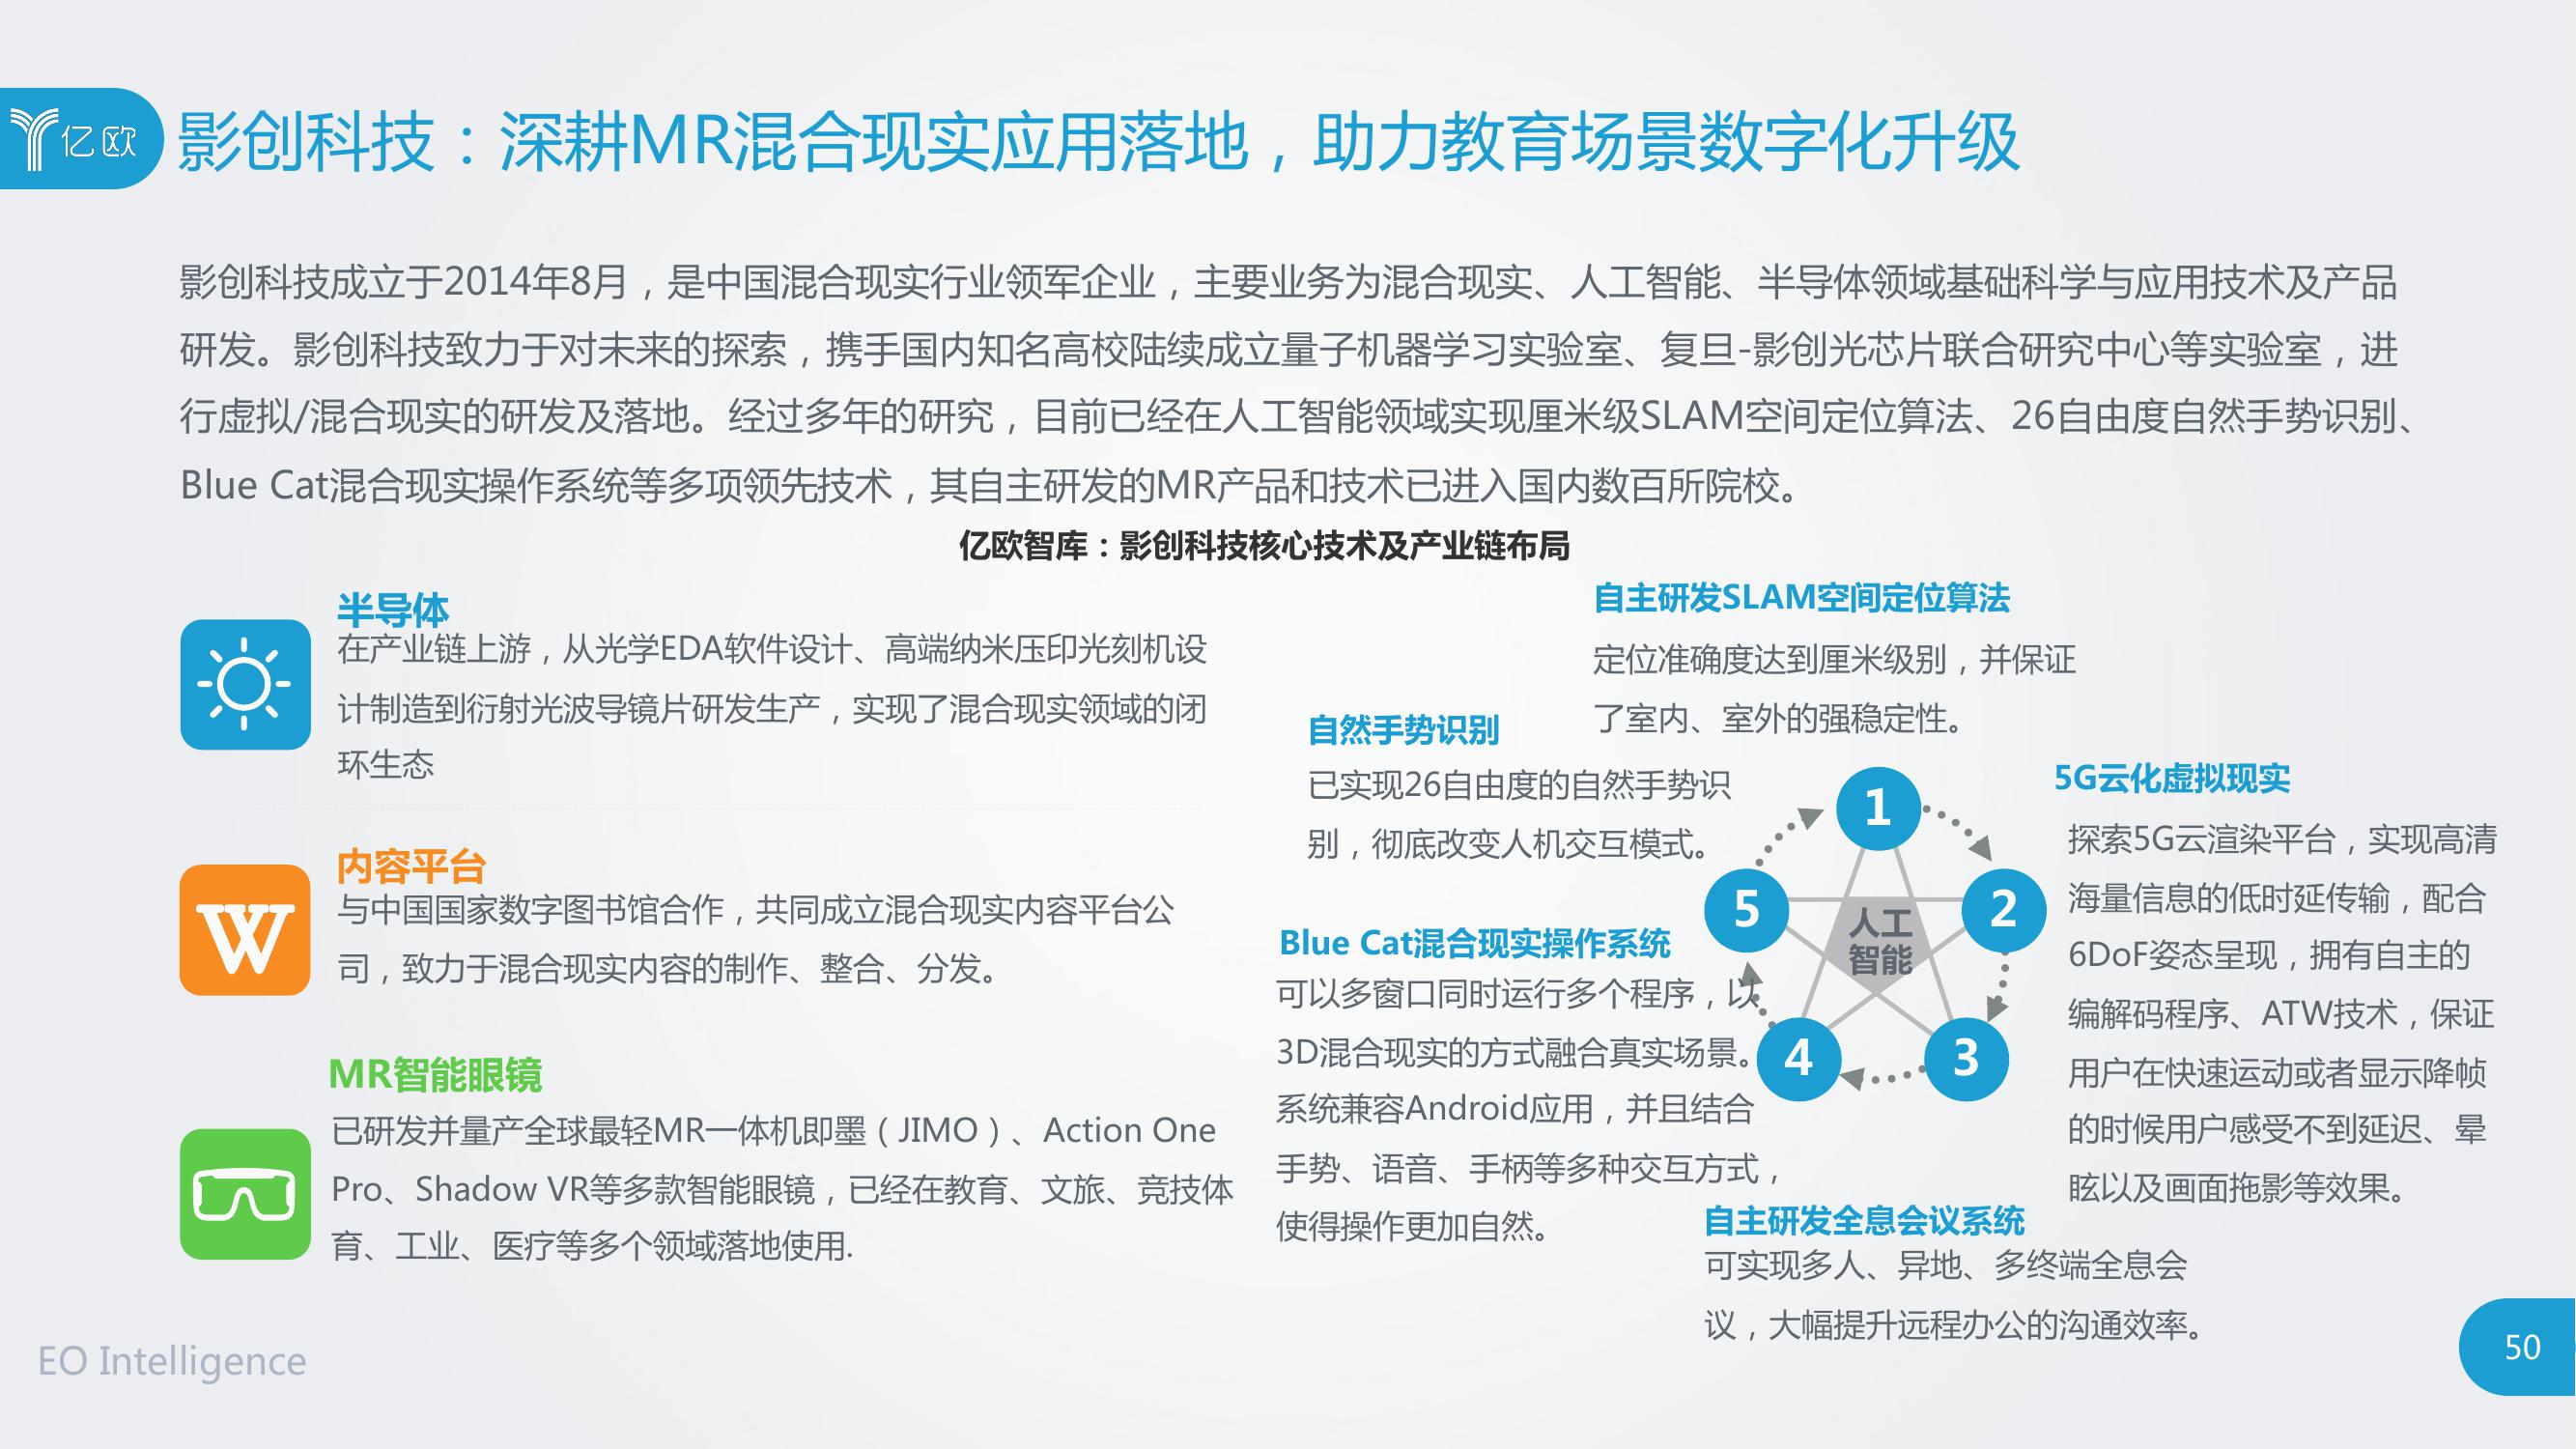 亿欧
影创科技：深耕MR混合现实应用落地，助力教育场景数字化升级
影创科技成立于2014年8月，是中国混合现实行业领军企业，主要业务为混合现实、人工智能、半导体领域基础科学与应用技术及产品
研发。影创科技致力于对未来的探索，携手国内知名高校陆续成立量子机器学习实验室、复旦-影创光芯片联合研究中心等实验室，进
行虚拟/混合现实的研发及落地。经过多年的研究，目前已经在人工智能领域实现厘米级SLAM空间定位算法、26自由度自然手势识别、
Blue Cat混合现实操作系统等多项领先技术，其自主研发的MR产品和技术已进入国内数百所院校。
亿欧智库：影创科技核心技术及产业链布局
半导体
在产业链上游，从光学EDA软件设计、高端纳米压印光刻机设
计制造到衍射光波导镜片研发生产，实现了混合现实领域的闭
环生态
内容平台
与中国国家数字图书馆合作，共同成立混合现实内容平台公
司，致力于混合现实内容的制作、整合、分发。
MR智能眼镜
已研发并量产全球最轻MR一体机即墨（JIMO）、Action One
Pro、Shadow VR等多款智能眼镜，已经在教育、文旅、竞技体
育、工业、医疗等多个领域落地使用.
自主研发SLAM空间定位算法
定位准确度达到厘米级别，并保证
了室内、室外的强稳定性。
自然手势识别
已实现26自由度的自然手势识
别，彻底改变人机交互模式。
Blue Cat混合现实操作系统
可以多窗口同时运行多个程序，以
3D混合现实的方式融合真实场景。
系统兼容Android应用，并且结合
手势、语音、手柄等多种交互方式，
使得操作更加自然。
1
2
3
4
5
人工
智能
5G云化虚拟现实
探索5G云渲染平台，实现高清
海量信息的低时延传输，配合
6DoF姿态呈现，拥有自主的
编解码程序、ATW技术，保证
用户在快速运动或者显示降帧
的时候用户感受不到延迟、晕
眩以及画面拖影等效果。
自主研发全息会议系统
可实现多人、异地、多终端全息会
议，大幅提升远程办公的沟通效率。
EO Intelligence
50